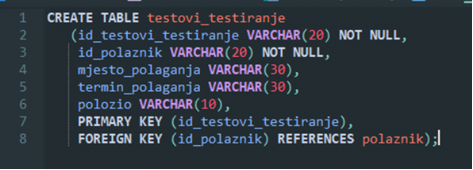 1 CREATE TABLE testovi_testiranje
2 (id_testovi_testiranje VARCHAR(20) NOT NULL,
3 id_polaznik VARCHAR(20) NOT NULL,
4 mjesto_polaganja VARCHAR(30),
5 termin_polaganja VARCHAR(30),
6 polozio VARCHAR(10),
7 PRIMARY KEY (id_testovi_testiranje),
8 FOREIGN KEY (id_polaznik) REFERENCES polaznik);